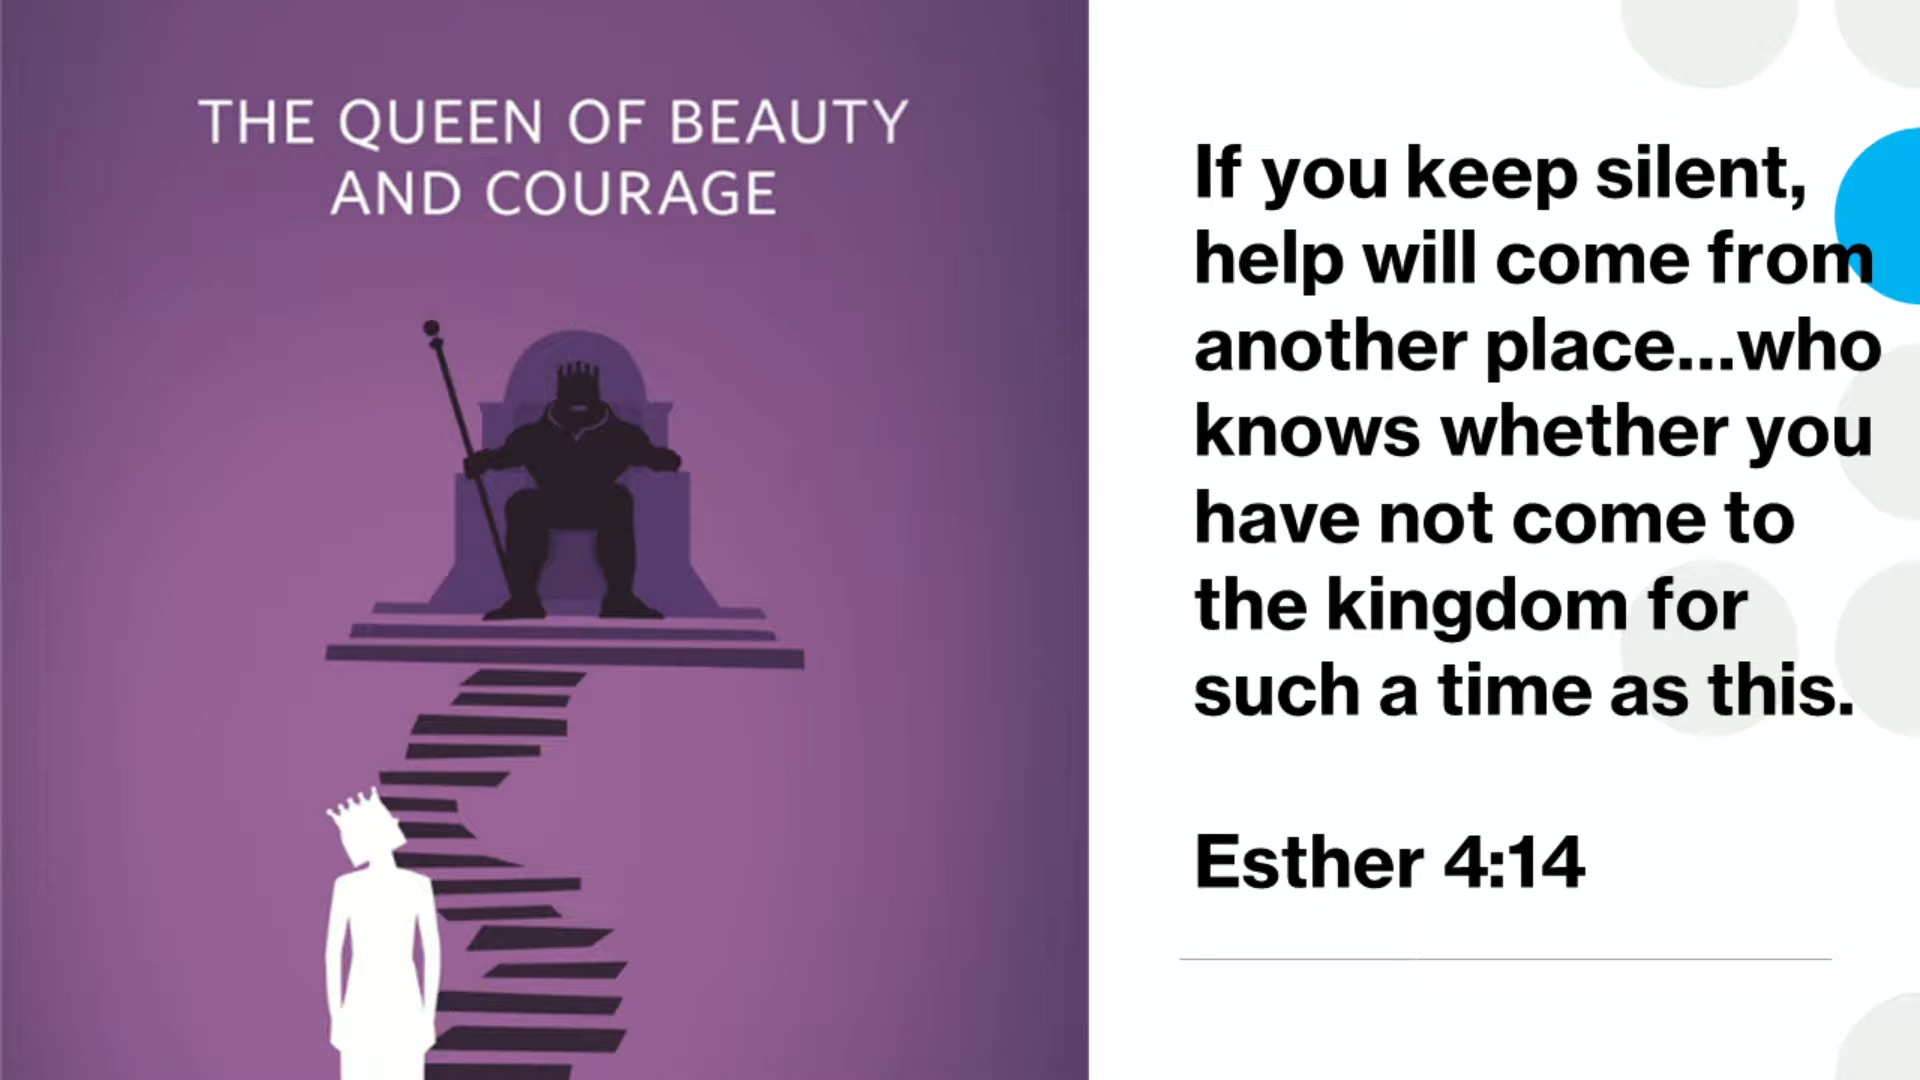 THE QUEEN OF BEAUTY
AND COURAGE
If you keep silent,
help will come from
another place...who
knows whether you
have not come to
the kingdom for
such a time as this.
Esther 4:14